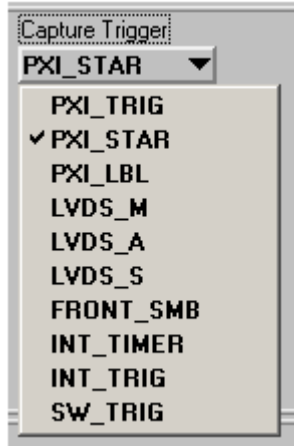 Capture Trigger
PXI_STAR
PXI_TRIG
PXI_STAR
PXI_LBL
LVDS_M
LVDS_A
LVDS_S
FRONT_SMB
INT_TIMER
INT_TRIG
SW_TRIG